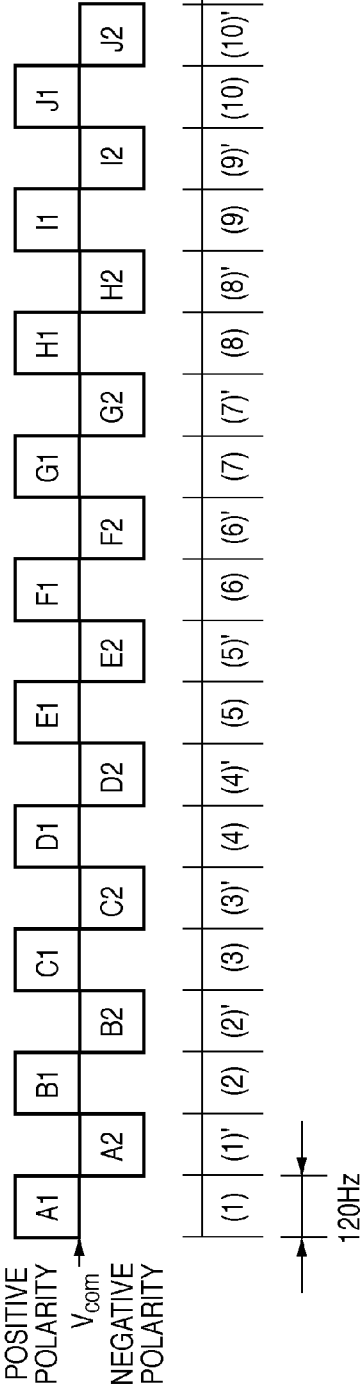 POSITIVE
POLARITY
A1 B1 C1 D1 E1 F1 G1 H1 I1 J1
Vcom
NEGATIVE
POLARITY
A2 B2 C2 D2 E2 F2 G2 H2 I2 J2
(1) (1)' (2) (2)' (3) (3)' (4) (4)' (5) (5)' (6) (6)' (7) (7)' (8) (8)' (9) (9)' (10) (10)'
120Hz